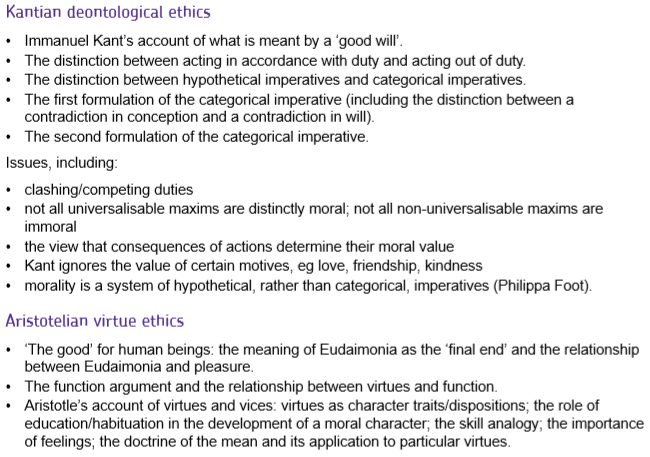 Kantian deontological ethics
• Immanuel Kant's account of what is meant by a 'good will'.
• The distinction between acting in accordance with duty and acting out of duty.
• The distinction between hypothetical imperatives and categorical imperatives.
• The first formulation of the categorical imperative (including the distinction between a
contradiction in conception and a contradiction in will).
• The second formulation of the categorical imperative.
Issues, including:
• clashing/competing duties
• not all universalisable maxims are distinctly moral; not all non-universalisable maxims are
immoral
• the view that consequences of actions determine their moral value
• Kant ignores the value of certain motives, eg love, friendship, kindness
• morality is a system of hypothetical, rather than categorical, imperatives (Philippa Foot).
Aristotelian virtue ethics
• 'The good' for human beings: the meaning of Eudaimonia as the 'final end' and the relationship
between Eudaimonia and pleasure.
• The function argument and the relationship between virtues and function.
• Aristotle's account of virtues and vices: virtues as character traits/dispositions; the role of
education/habituation in the development of a moral character; the skill analogy; the importance
of feelings; the doctrine of the mean and its application to particular virtues.